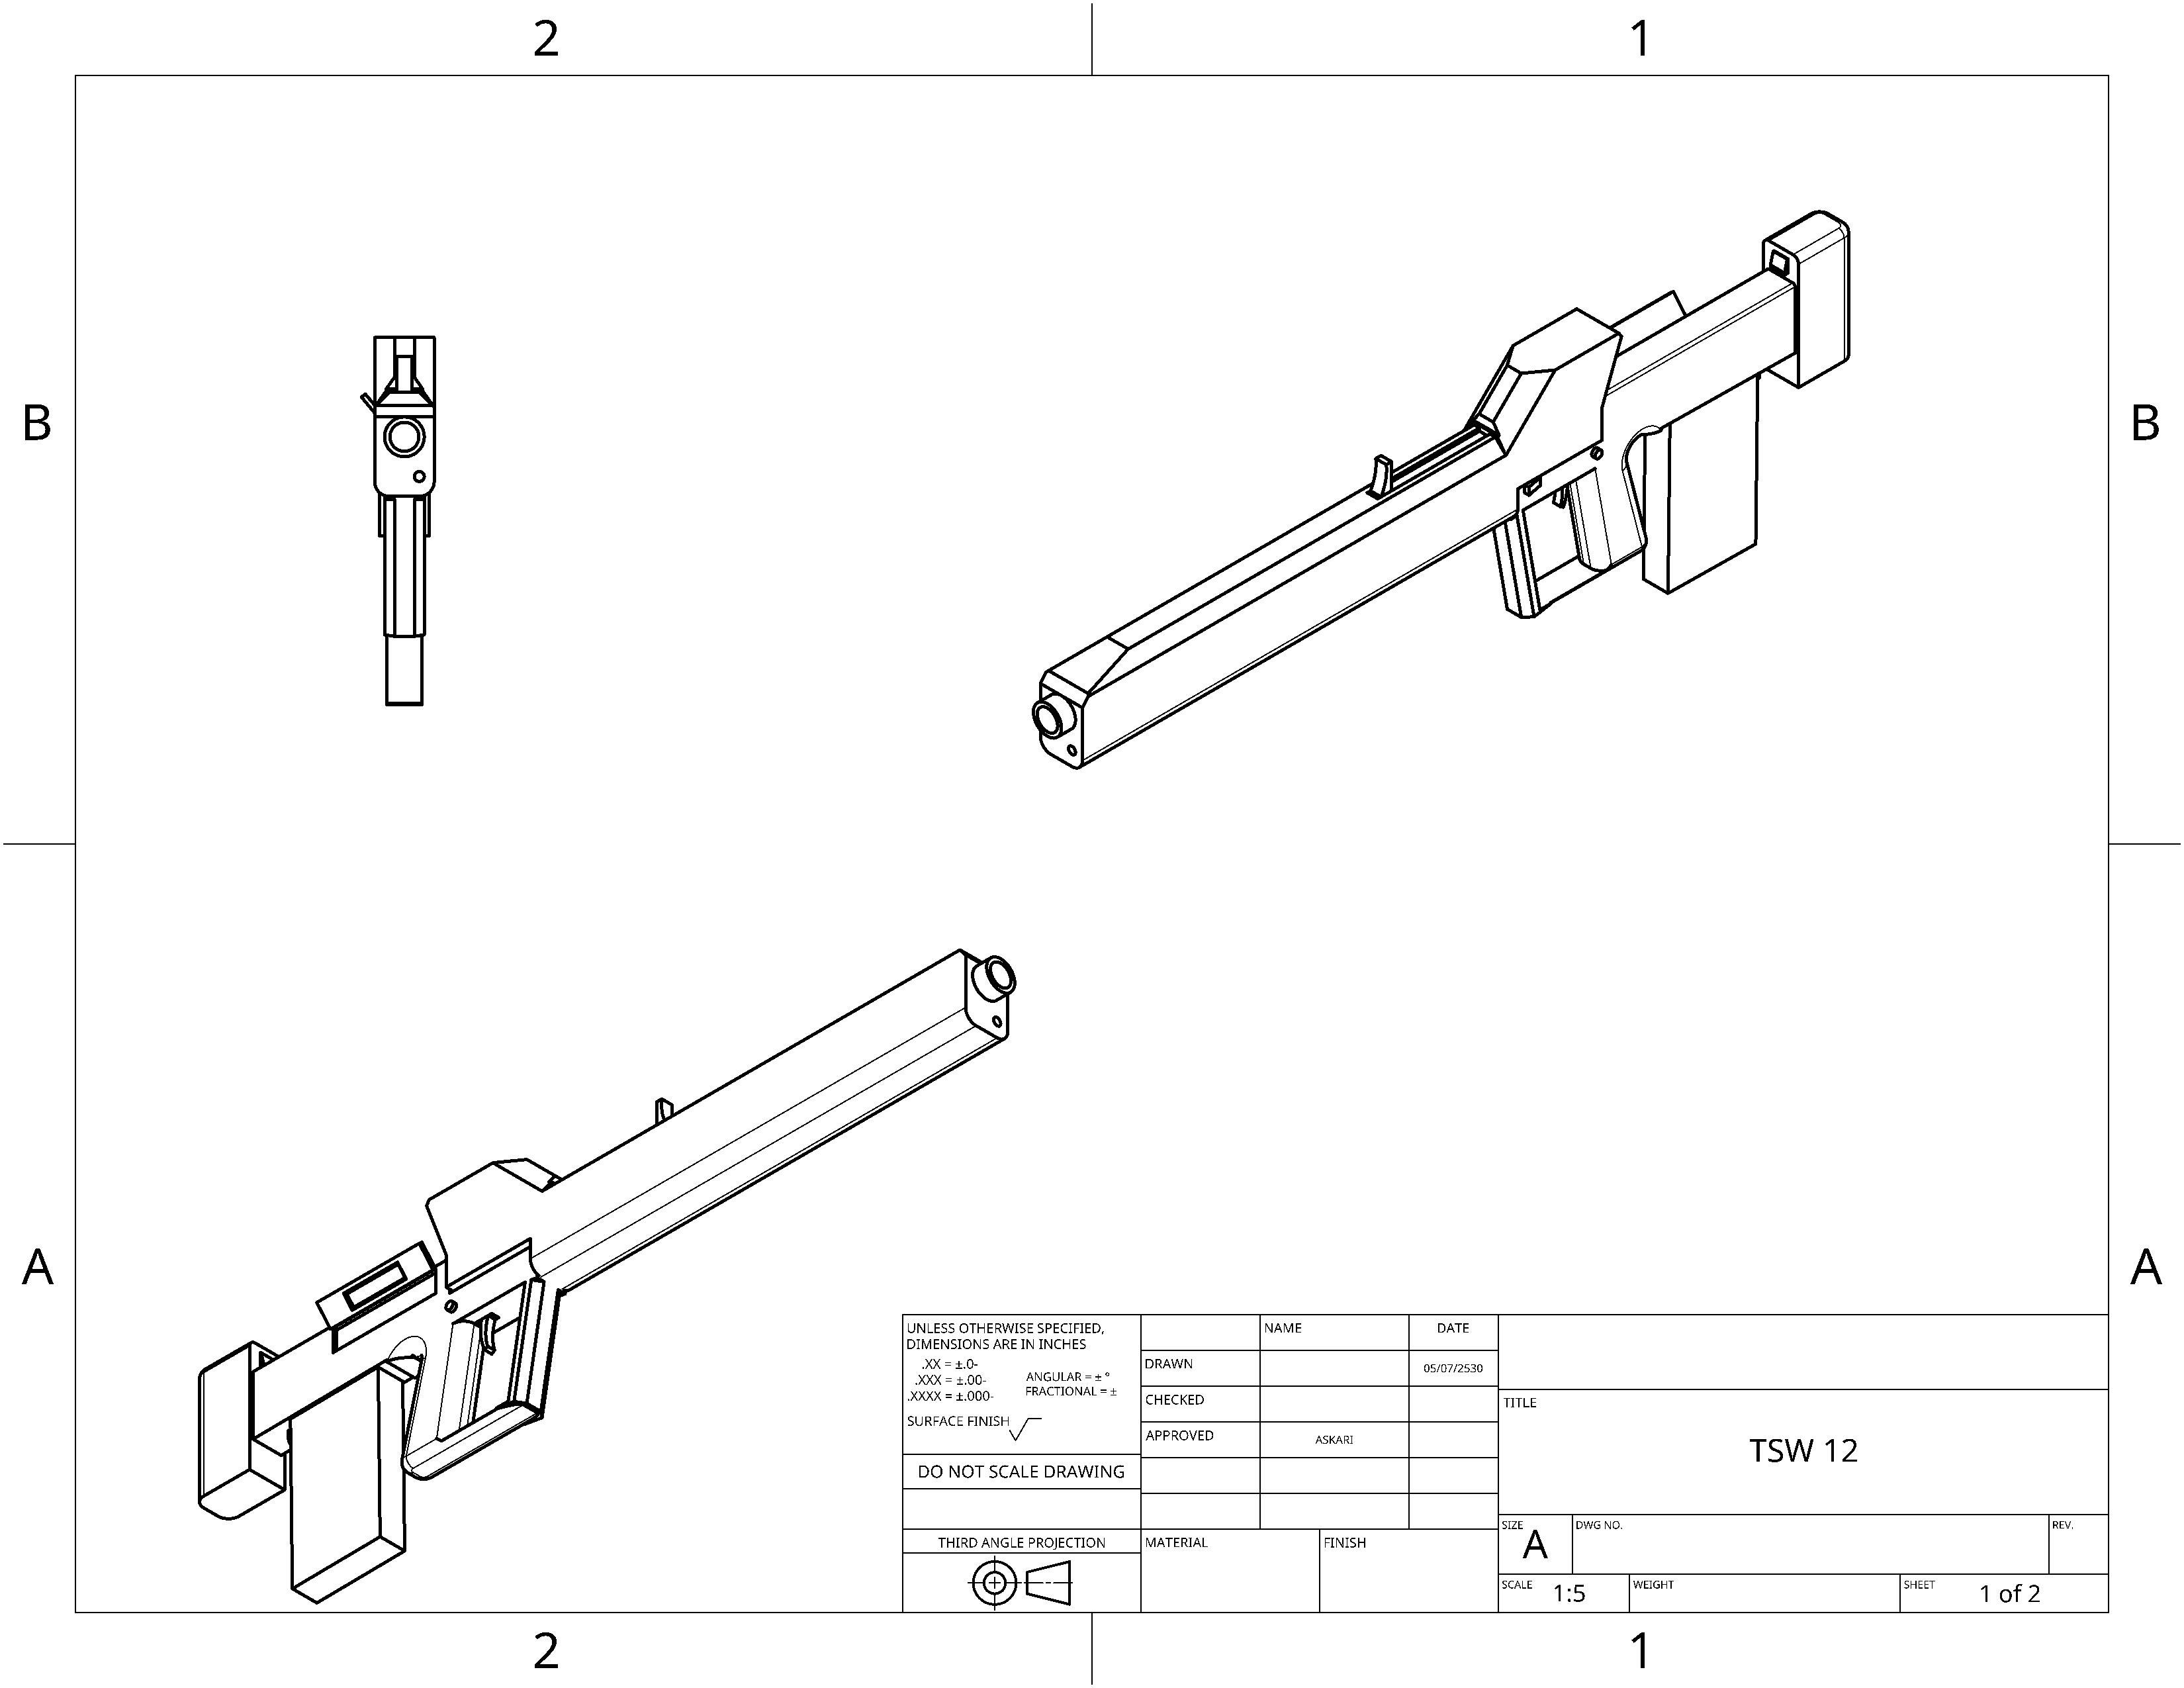 2
1
B
B
A
A
UNLESS OTHERWISE SPECIFIED,
DIMENSIONS ARE IN INCHES
.XX = ±.0-
.XXX = ±.00-
.XXXX = ±.000-
ANGULAR = ± °
FRACTIONAL = ±
SURFACE FINISH
DO NOT SCALE DRAWING
THIRD ANGLE PROJECTION
NAME
DATE
DRAWN
05/07/2530
CHECKED
APPROVED
ASKARI
MATERIAL
FINISH
TITLE
TSW 12
SIZE
A
DWG NO.
REV.
SCALE
1:5
WEIGHT
SHEET
1 of 2
2
1